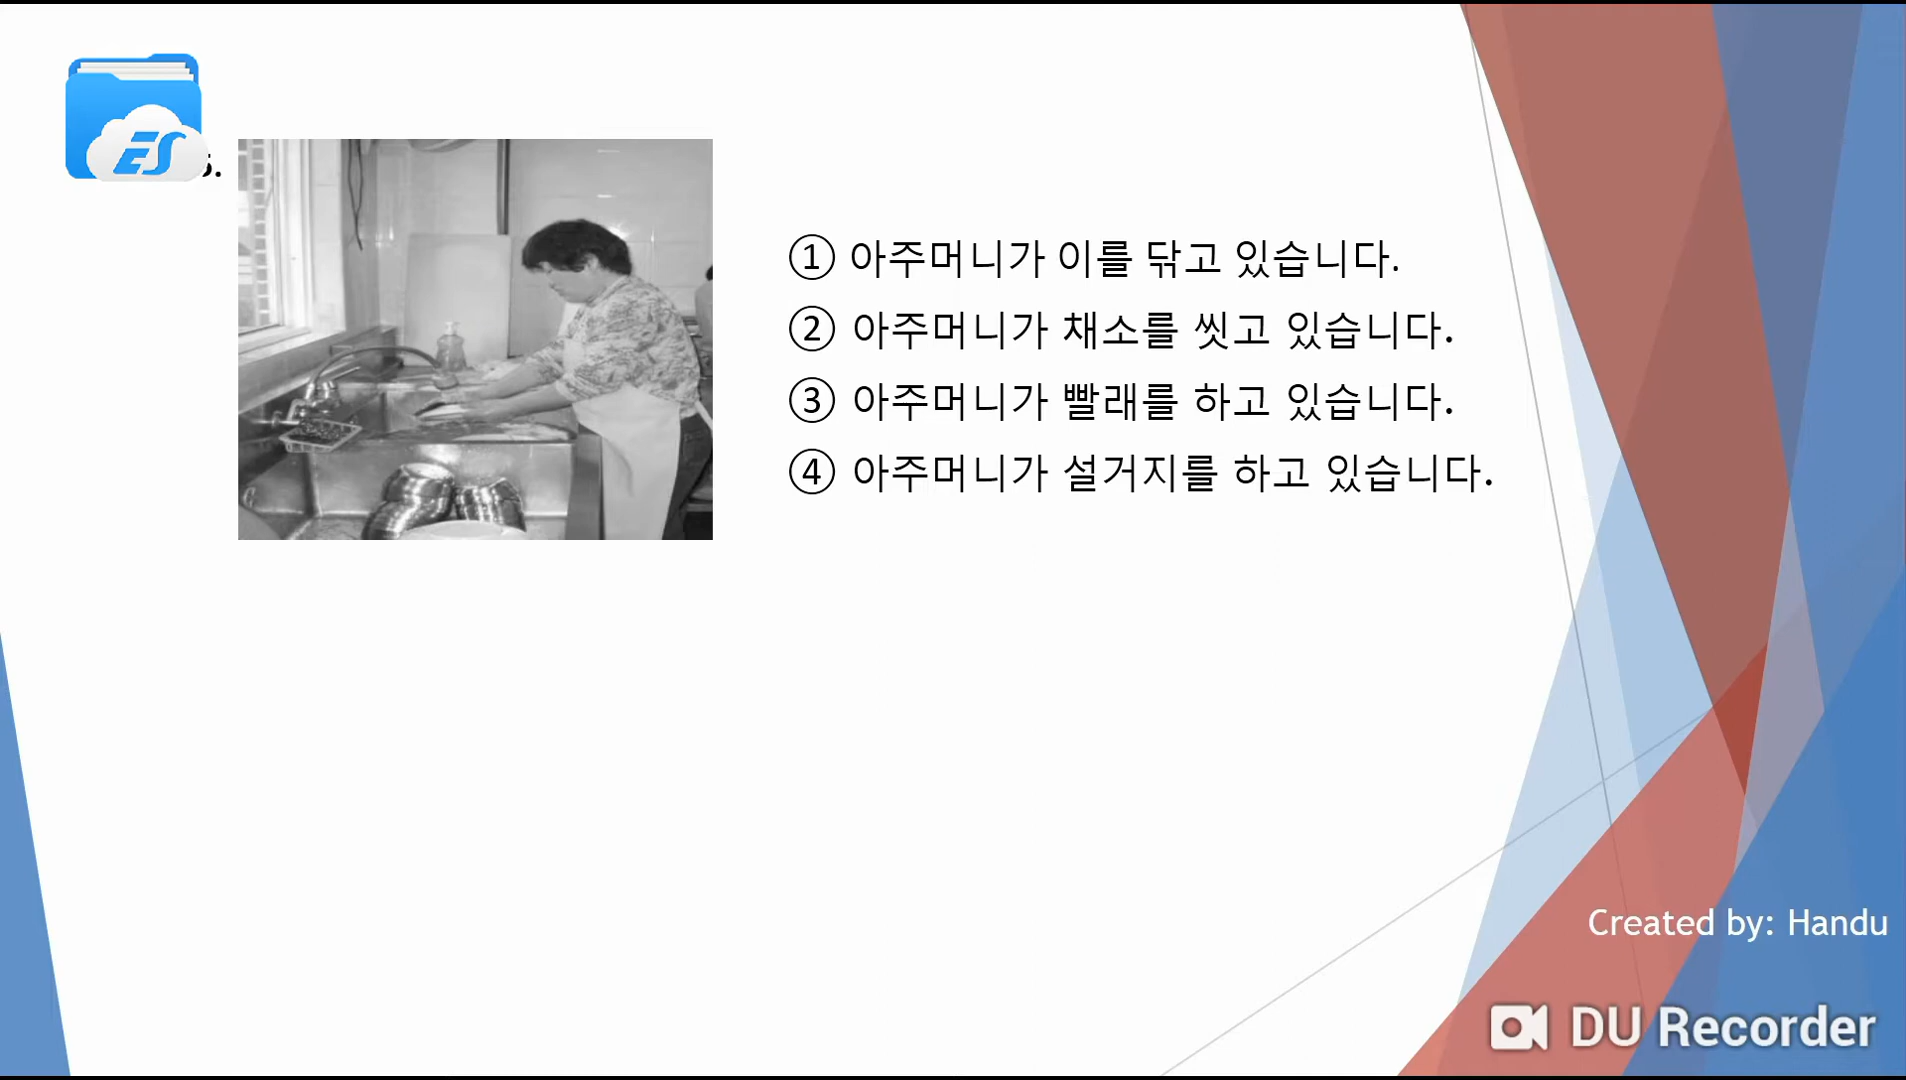 ES
5.
① 아주머니가 이를 닦고 있습니다.
② 아주머니가 채소를 씻고 있습니다.
③ 아주머니가 빨래를 하고 있습니다.
④ 아주머니가 설거지를 하고 있습니다.
Created by: Handu
DU Recorder